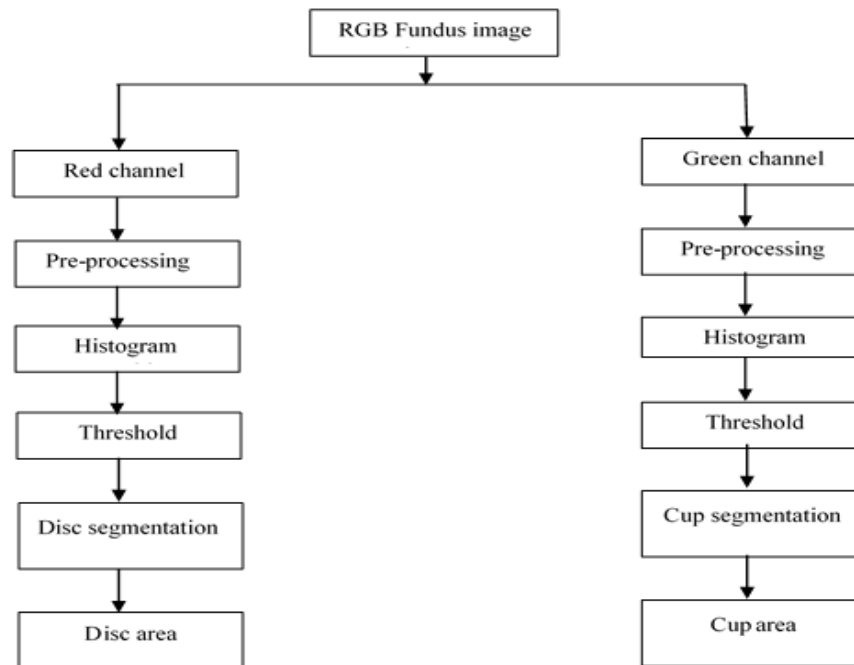 RGB Fundus image
Red channel
Pre-processing
Histogram
Threshold
Disc segmentation
Disc area
Green channel
Pre-processing
Histogram
Threshold
Cup segmentation
Cup area